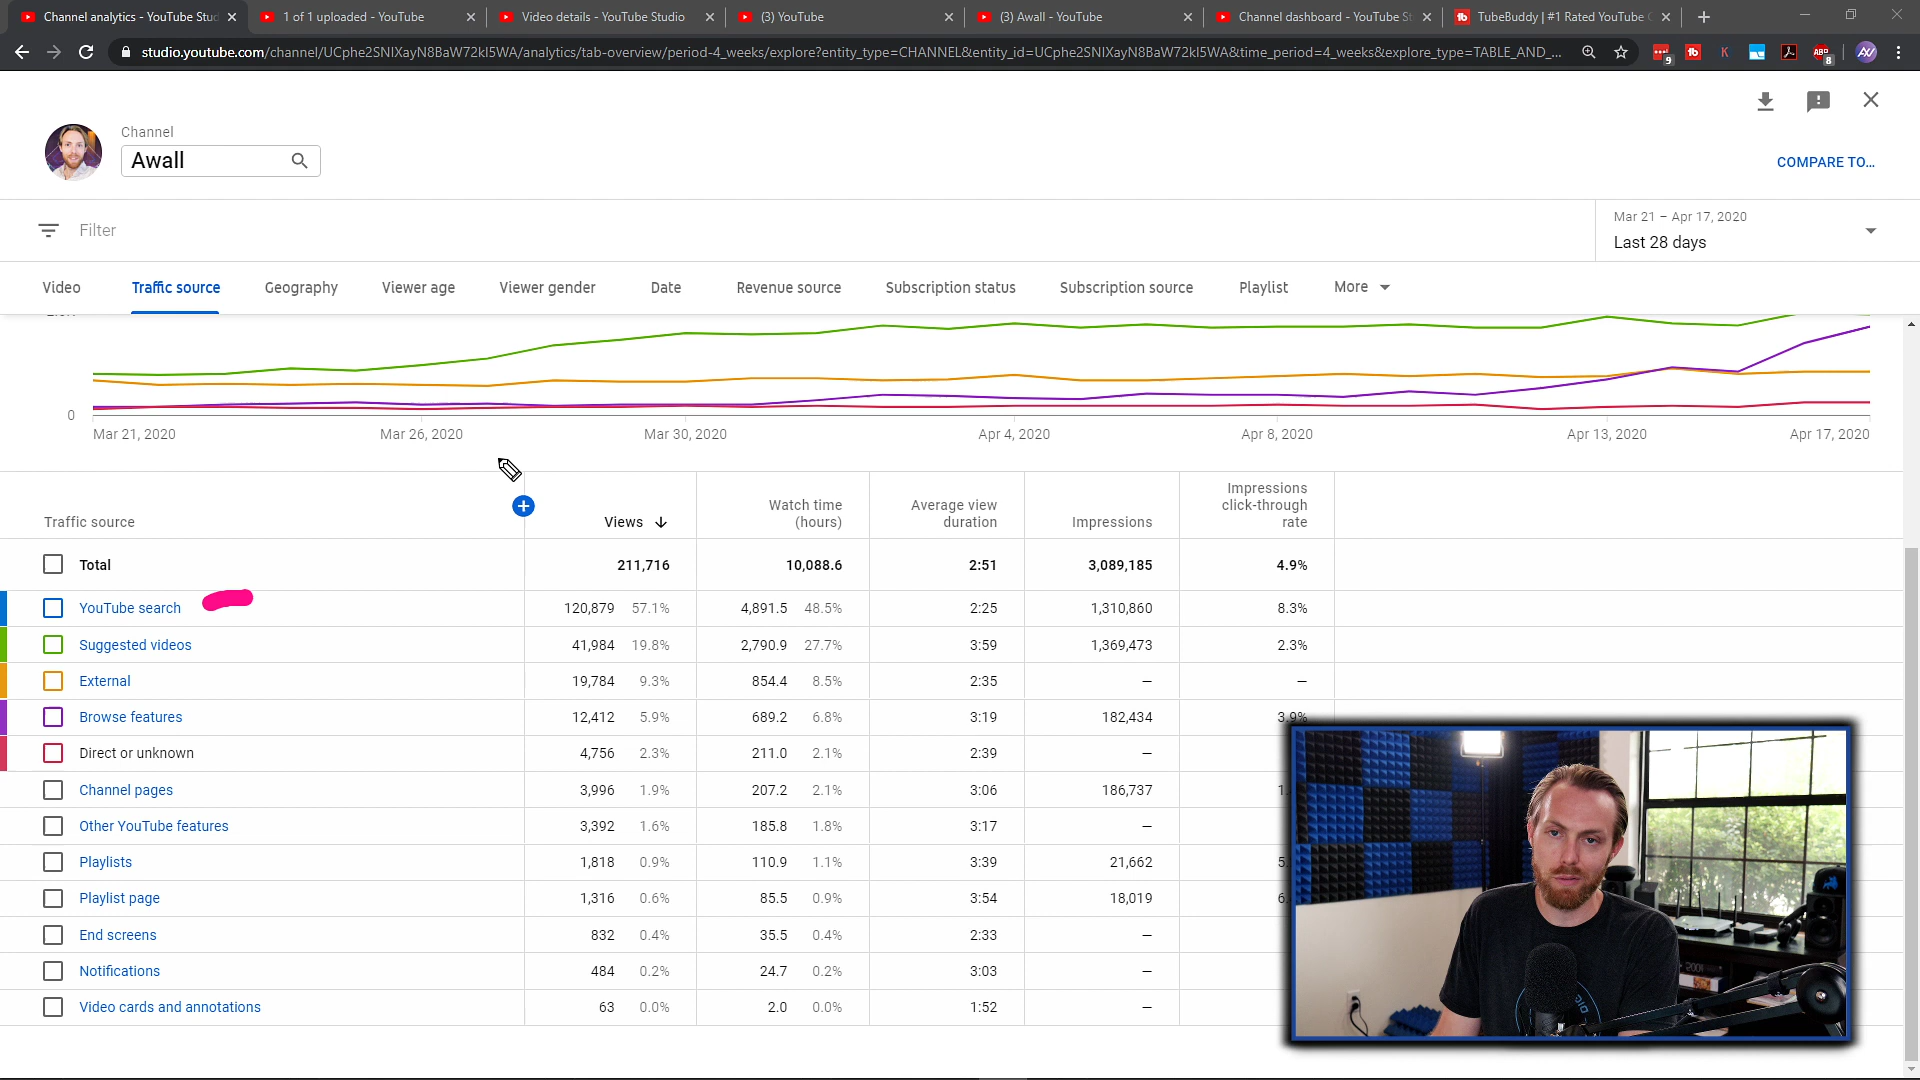 Channel analytics - YouTube Stud
1 of 1 uploaded - YouTube
Video details - YouTube Studio
(3) YouTube
(3) Awall - YouTube
Channel dashboard - YouTube St
TubeBuddy | #1 Rated YouTube C
studio.youtube.com/channel/UCphe2SNIXayN8BaW72kI5WA/analytics/tab-overview/period-4_weeks/explore?entity_type=CHANNEL&entity_id=UCphe2SNIXayN8BaW72kI5WA&time_period=4_weeks&explore_type=TABLE_AND_...
Channel
Awall
COMPARE TO...
Filter
Mar 21 – Apr 17, 2020
Last 28 days
Video Traffic source Geography Viewer age Viewer gender Date Revenue source Subscription status Subscription source Playlist More
0
Mar 21, 2020 Mar 26, 2020 Mar 30, 2020 Apr 4, 2020 Apr 8, 2020 Apr 13, 2020 Apr 17, 2020
Traffic source Views Watch time (hours) Average view duration Impressions Impressions click-through rate
Total 211,716 10,088.6 2:51 3,089,185 4.9%
YouTube search 120,879 57.1% 4,891.5 48.5% 2:25 1,310,860 8.3%
Suggested videos 41,984 19.8% 2,790.9 27.7% 3:59 1,369,473 2.3%
External 19,784 9.3% 854.4 8.5% 2:35 — —
Browse features 12,412 5.9% 689.2 6.8% 3:19 182,434 3.9%
Direct or unknown 4,756 2.3% 211.0 2.1% 2:39 —
Channel pages 3,996 1.9% 207.2 2.1% 3:06 186,737 1.
Other YouTube features 3,392 1.6% 185.8 1.8% 3:17 —
Playlists 1,818 0.9% 110.9 1.1% 3:39 21,662 5.
Playlist page 1,316 0.6% 85.5 0.9% 3:54 18,019 6.
End screens 832 0.4% 35.5 0.4% 2:33 —
Notifications 484 0.2% 24.7 0.2% 3:03 —
Video cards and annotations 63 0.0% 2.0 0.0% 1:52 —